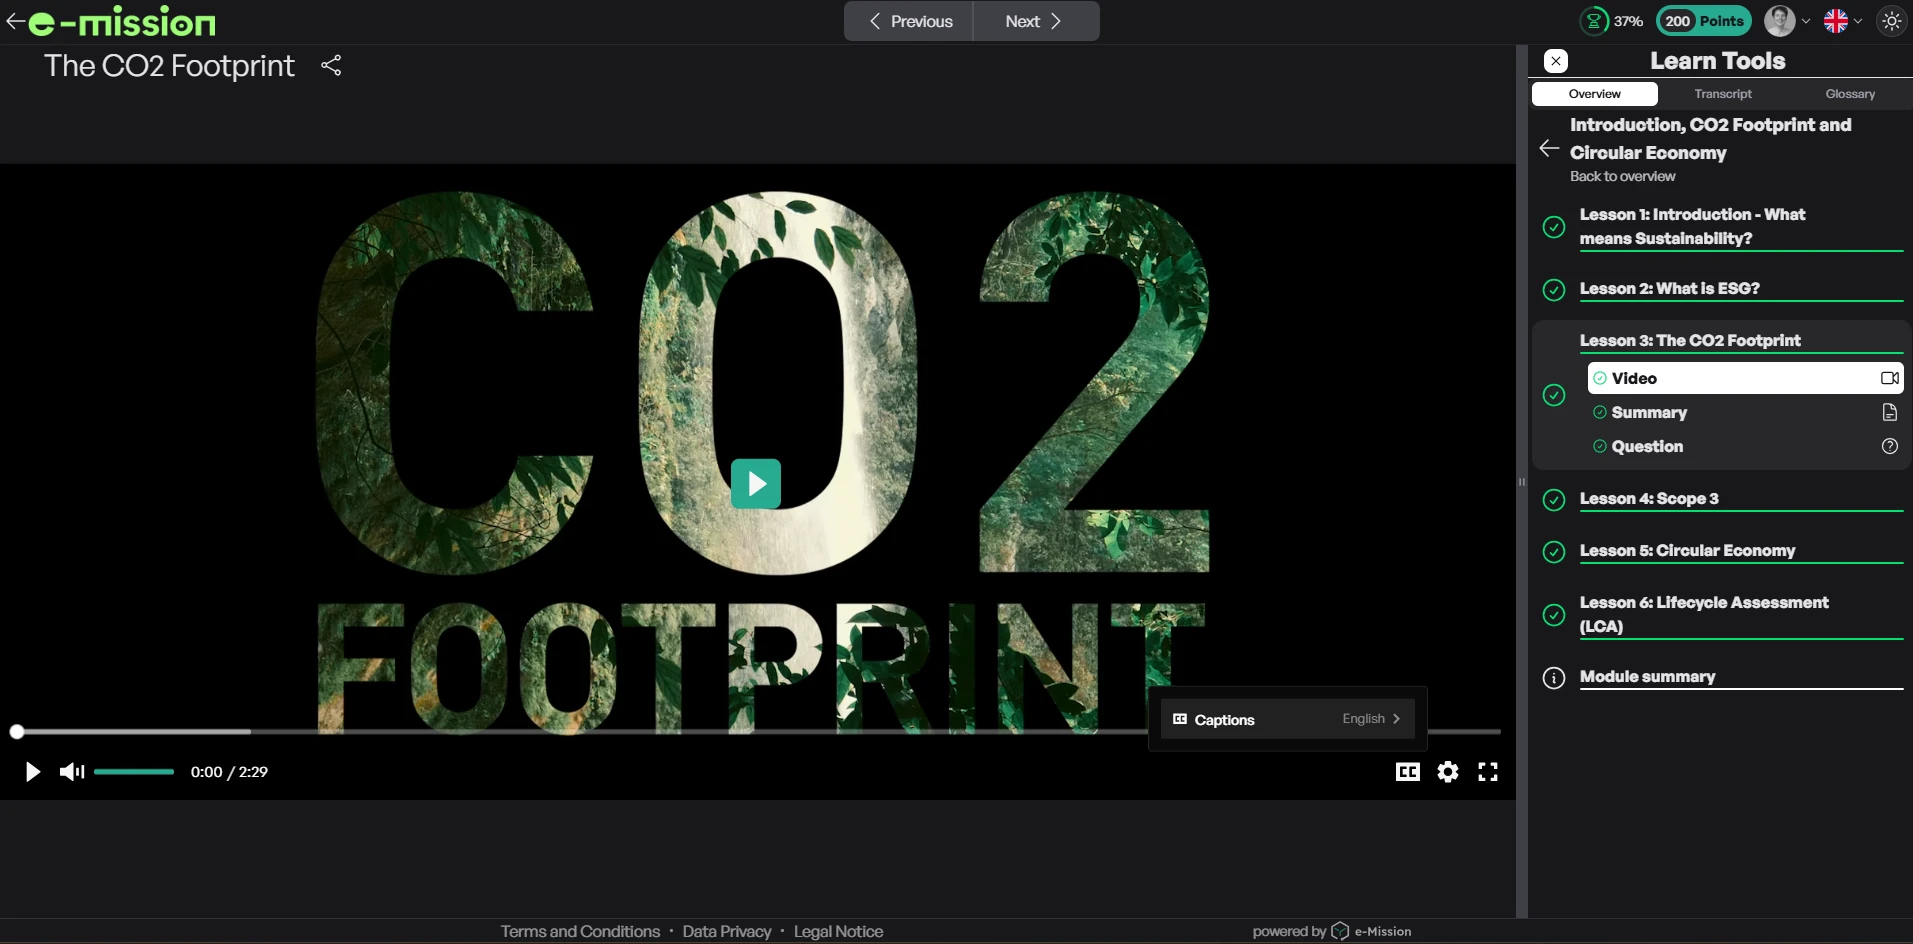 e-mission
Previous
Next
37%
200 Points
The CO2 Footprint
CO2
FOOTPRINT
Captions
English
0:00 / 2:29
CC
Learn Tools
Overview
Transcript
Glossary
Introduction, CO2 Footprint and
Circular Economy
Back to overview
Lesson 1: Introduction - What
means Sustainability?
Lesson 2: What is ESG?
Lesson 3: The CO2 Footprint
Video
Summary
Question
Lesson 4: Scope 3
Lesson 5: Circular Economy
Lesson 6: Lifecycle Assessment
(LCA)
Module summary
Terms and Conditions · Data Privacy · Legal Notice
powered by e-Mission